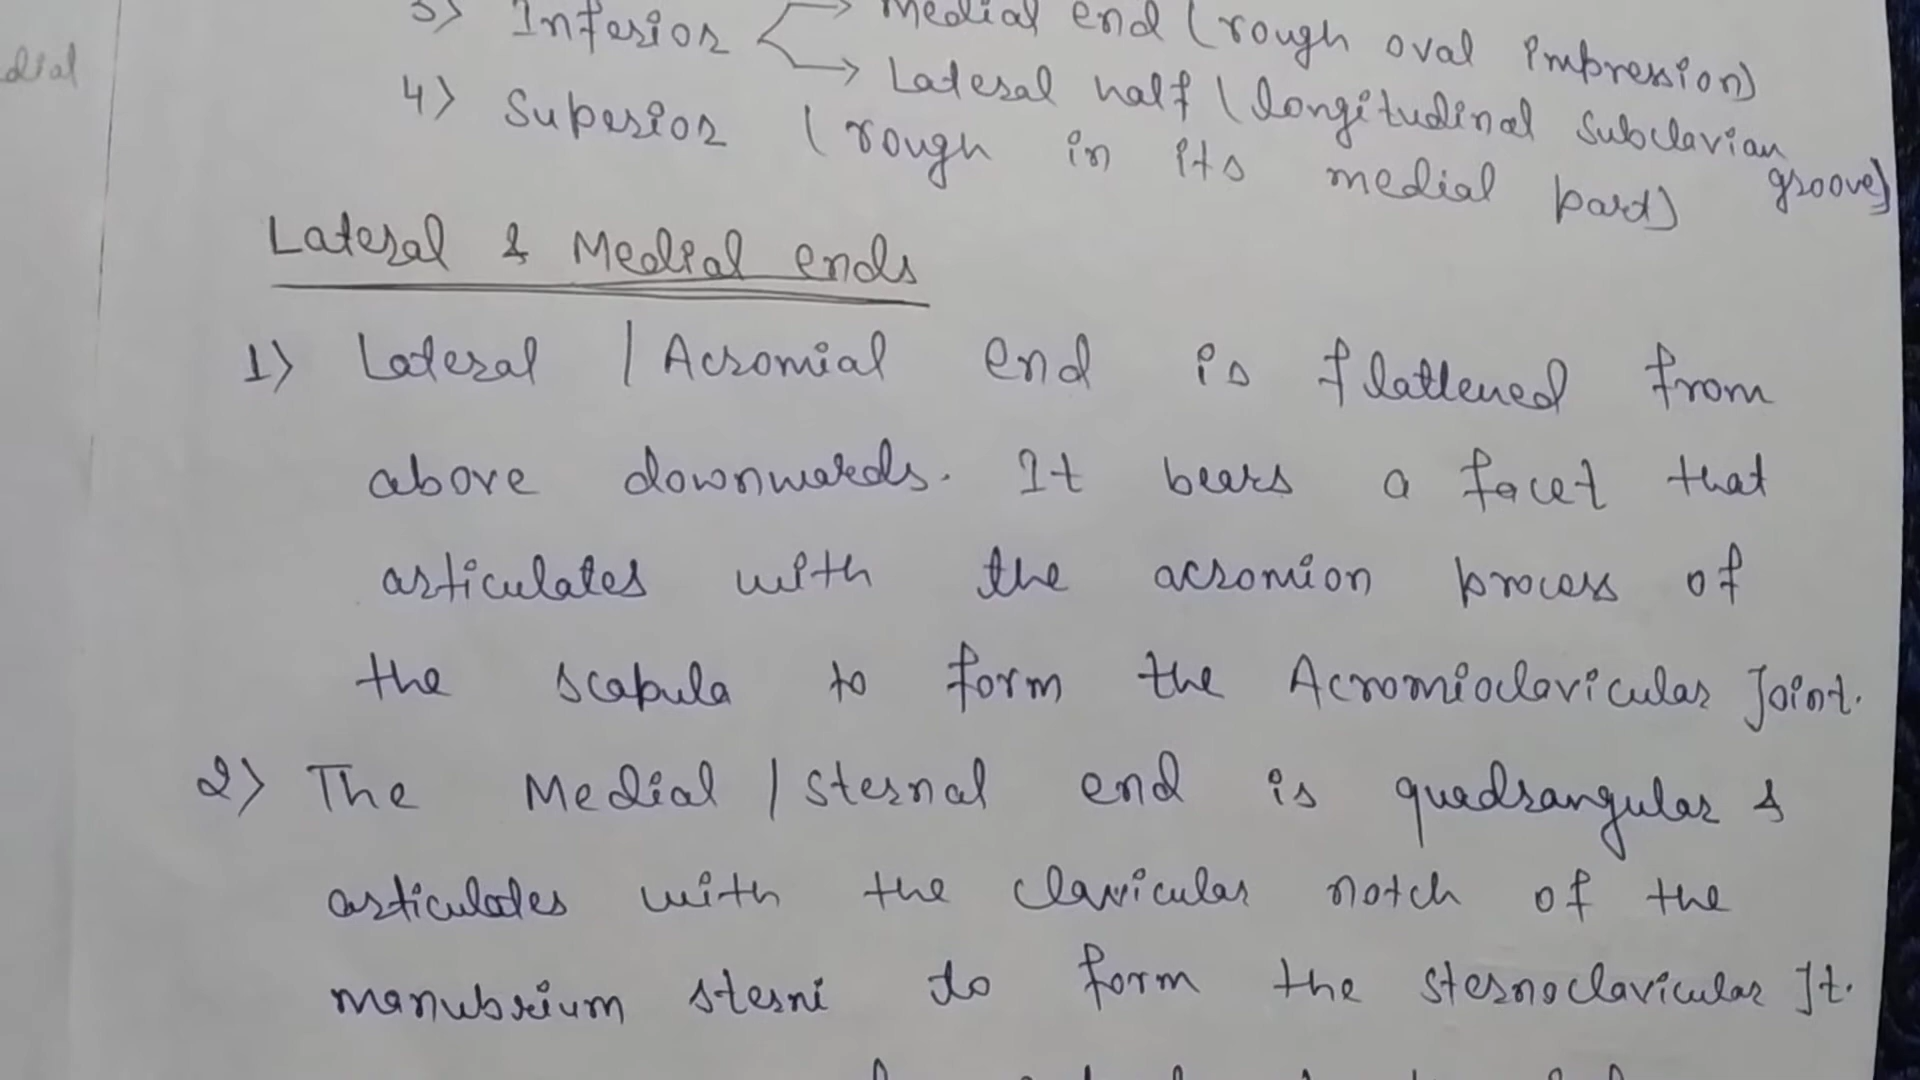 dial
3) Inferior → Medial end (rough oval impression)
→ Lateral half (longitudinal subclavian groove)
4) Superior (rough in its medial part)
Lateral & Medial ends
1) Lateral / Acromial end is flattened from
above downwards. It bears a facet that
articulates with the acromion process of
the scapula to form the Acromioclavicular Joint.
2) The Medial / Sternal end is quadrangular &
articulates with the clavicular notch of the
manubrium sterni to form the sternoclavicular Jt.